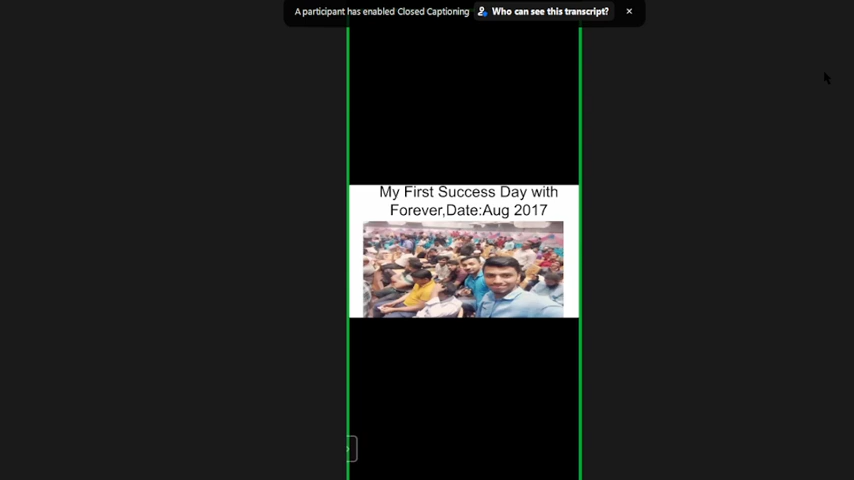 A participant has enabled Closed Captioning Who can see this transcript?
My First Success Day with
Forever,Date:Aug 2017